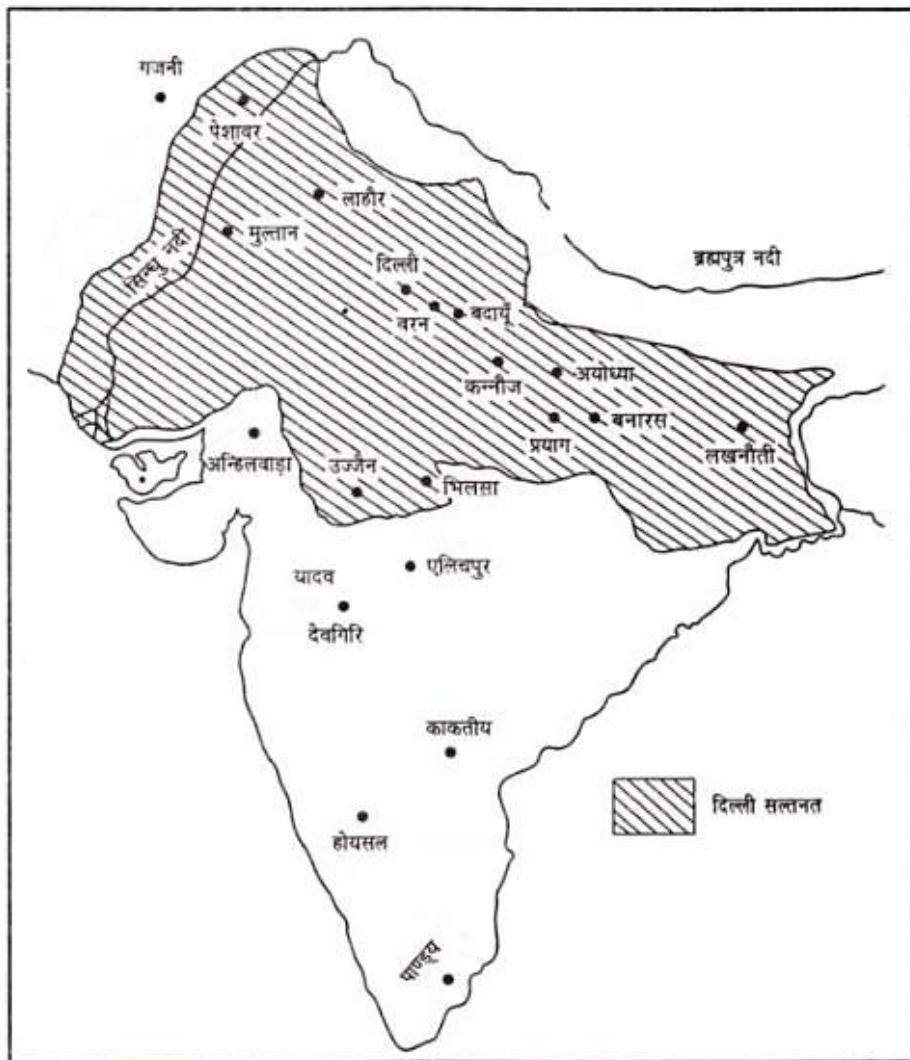 गजनी
पेशावर
लाहौर
मुल्तान
सिन्धु नदी
दिल्ली
ब्रह्मपुत्र नदी
बरन
बदायूँ
कन्नौज
अयोध्या
प्रयाग
बनारस
लखनौती
अन्हिलवाड़ा
उज्जैन
भिलसा
यादव
एलिचपुर
देवगिरि
काकतीय
दिल्ली सल्तनत
होयसल
पाण्ड्य